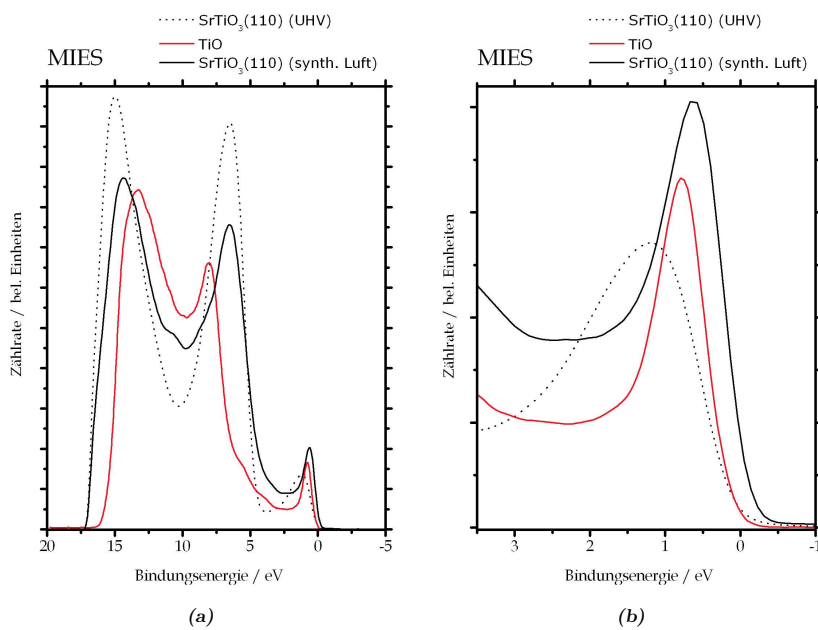 SrTiO₃(110) (UHV)
TiO
SrTiO₃(110) (synth. Luft)
MIES
Zählrate / bel. Einheiten
20 15 10 5 0 -5
Bindungsenergie / eV
(a)
SrTiO₃(110) (UHV)
TiO
SrTiO₃(110) (synth. Luft)
MIES
Zählrate / bel. Einheiten
3 2 1 0 -1
Bindungsenergie / eV
(b)